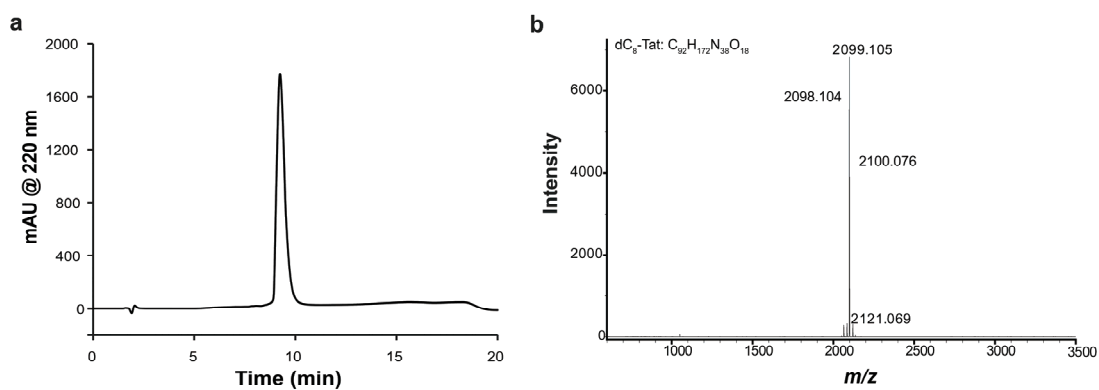 a
2000
1600
1200
800
400
0
mAU @ 220 nm
0 5 10 15 20
Time (min)
b
dC₈-Tat: C₉₂H₁₇₂N₃₈O₁₈
2099.105
2098.104
2100.076
2121.069
6000
4000
2000
0
Intensity
1000 1500 2000 2500 3000 3500
m/z